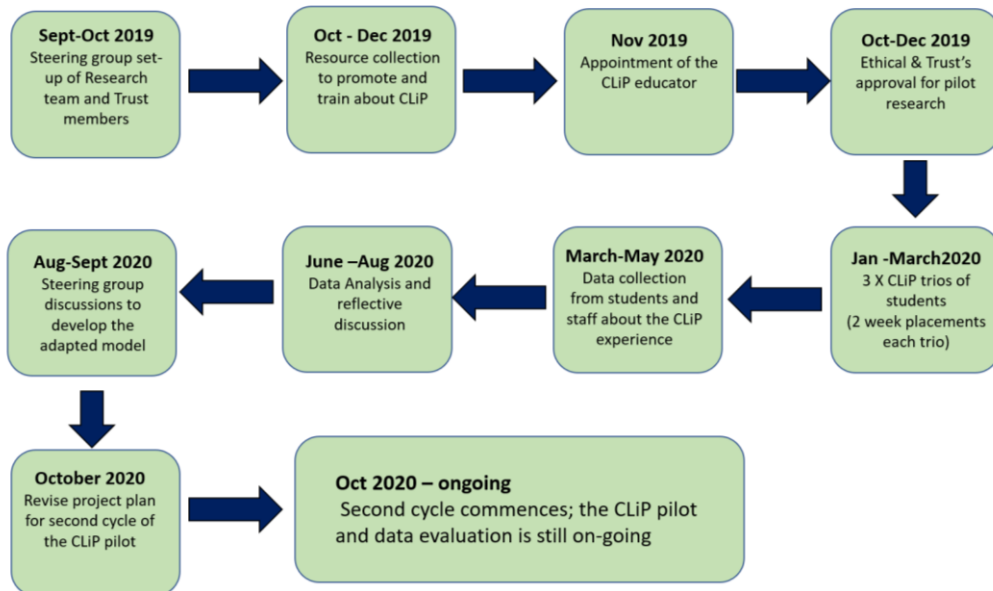 Sept-Oct 2019
Steering group set-
up of Research
team and Trust
members
Oct - Dec 2019
Resource collection
to promote and
train about CLiP
Nov 2019
Appointment of the
CLiP educator
Oct-Dec 2019
Ethical & Trust's
approval for pilot
research
Jan -March2020
3 X CLiP trios of
students
(2 week placements
each trio)
March-May 2020
Data collection
from students and
staff about the CLiP
experience
June –Aug 2020
Data Analysis and
reflective
discussion
Aug-Sept 2020
Steering group
discussions to
develop the
adapted model
October 2020
Revise project plan
for second cycle of
the CLiP pilot
Oct 2020 – ongoing
Second cycle commences; the CLiP pilot
and data evaluation is still on-going